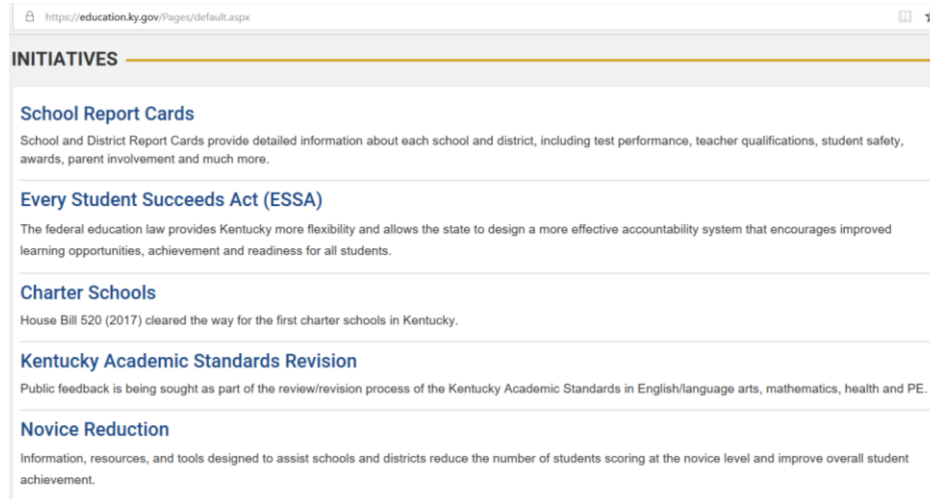 https://education.ky.gov/Pages/default.aspx
INITIATIVES
School Report Cards
School and District Report Cards provide detailed information about each school and district, including test performance, teacher qualifications, student safety,
awards, parent involvement and much more.
Every Student Succeeds Act (ESSA)
The federal education law provides Kentucky more flexibility and allows the state to design a more effective accountability system that encourages improved
learning opportunities, achievement and readiness for all students.
Charter Schools
House Bill 520 (2017) cleared the way for the first charter schools in Kentucky.
Kentucky Academic Standards Revision
Public feedback is being sought as part of the review/revision process of the Kentucky Academic Standards in English/language arts, mathematics, health and PE.
Novice Reduction
Information, resources, and tools designed to assist schools and districts reduce the number of students scoring at the novice level and improve overall student
achievement.